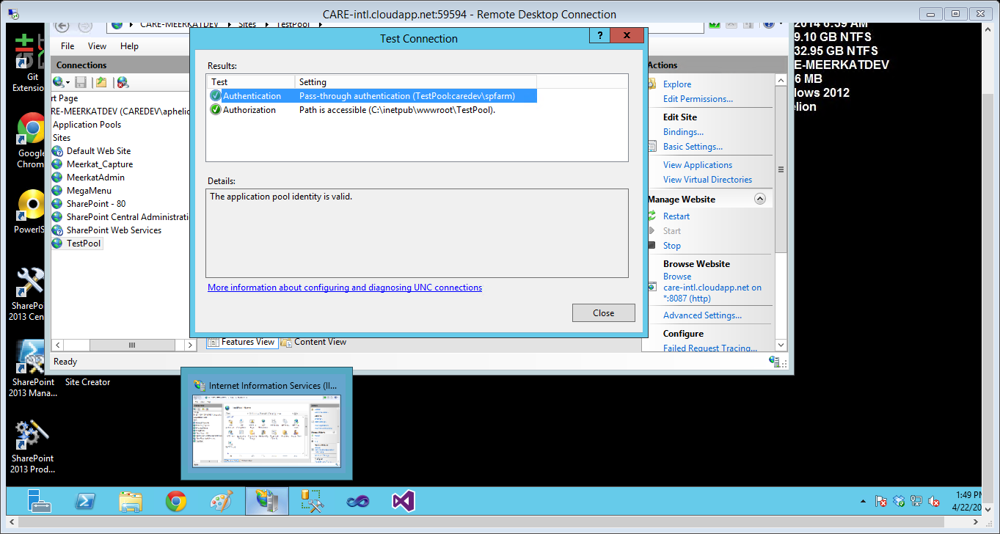 CARE-intl.cloudapp.net:59594 - Remote Desktop Connection
CARE-MEERKATDEV Sites TestPool
File View Help
Connections
rt Page
RE-MEERKATDEV (CAREDEV\aphelio
Application Pools
Sites
Default Web Site
Meerkat_Capture
MeerkatAdmin
MegaMenu
SharePoint - 80
SharePoint Central Administrati
SharePoint Web Services
TestPool
Ready
Test Connection
?
X
Results:
Test Setting
Authentication Pass-through authentication (TestPool:caredev\spfarm)
Authorization Path is accessible (C:\inetpub\wwwroot\TestPool).
Details:
The application pool identity is valid.
More information about configuring and diagnosing UNC connections
Close
Features View Content View
Actions
Explore
Edit Permissions...
Edit Site
Bindings...
Basic Settings...
View Applications
View Virtual Directories
Manage Website
Restart
Start
Stop
Browse Website
Browse
care-intl.cloudapp.net on
*:8087 (http)
Advanced Settings...
Configure
Failed Request Tracing...
2014 6:59 AM
9.10 GB NTFS
32.95 GB NTFS
E-MEERKATDEV
6 MB
dows 2012
elion
Git
Extensio
Google
Chrom
PowerIS
SharePo
2013 Cen
SharePoint
2013 Mana...
Site Creator
SharePoint
2013 Prod...
Internet Information Services (II...
1:49 PM
4/22/20